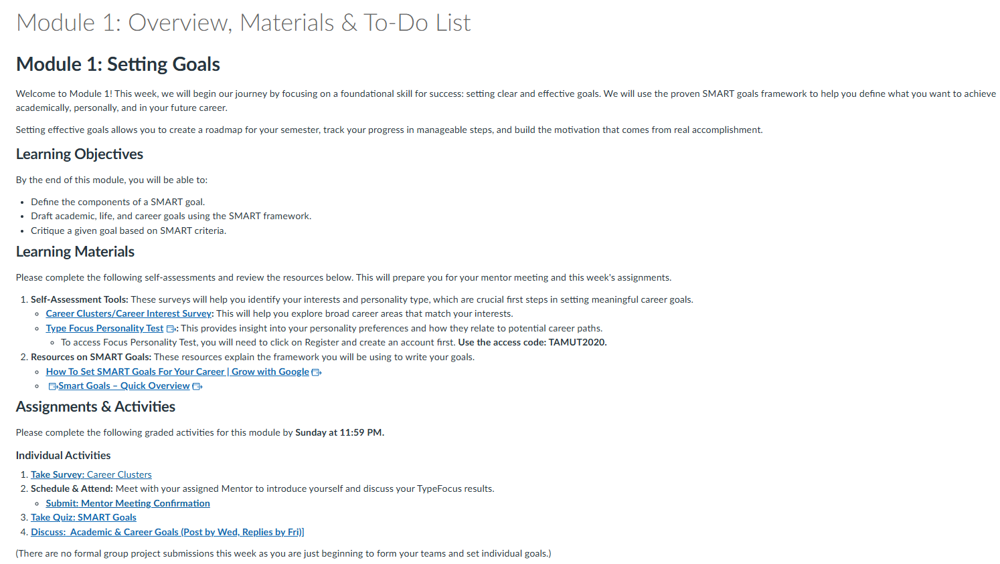 Module 1: Overview, Materials & To-Do List
Module 1: Setting Goals
Welcome to Module 1! This week, we will begin our journey by focusing on a foundational skill for success: setting clear and effective goals. We will use the proven SMART goals framework to help you define what you want to achieve
academically, personally, and in your future career.
Setting effective goals allows you to create a roadmap for your semester, track your progress in manageable steps, and build the motivation that comes from real accomplishment.
Learning Objectives
By the end of this module, you will be able to:
• Define the components of a SMART goal.
• Draft academic, life, and career goals using the SMART framework.
• Critique a given goal based on SMART criteria.
Learning Materials
Please complete the following self-assessments and review the resources below. This will prepare you for your mentor meeting and this week's assignments.
1. Self-Assessment Tools: These surveys will help you identify your interests and personality type, which are crucial first steps in setting meaningful career goals.
◦ Career Clusters/Career Interest Survey: This will help you explore broad career areas that match your interests.
◦ Type Focus Personality Test : This provides insight into your personality preferences and how they relate to potential career paths.
◦ To access Focus Personality Test, you will need to click on Register and create an account first. Use the access code: TAMUT2020.
2. Resources on SMART Goals: These resources explain the framework you will be using to write your goals.
◦ How To Set SMART Goals For Your Career | Grow with Google
◦ Smart Goals – Quick Overview
Assignments & Activities
Please complete the following graded activities for this module by Sunday at 11:59 PM.
Individual Activities
1. Take Survey: Career Clusters
2. Schedule & Attend: Meet with your assigned Mentor to introduce yourself and discuss your TypeFocus results.
◦ Submit: Mentor Meeting Confirmation
3. Take Quiz: SMART Goals
4. Discuss: Academic & Career Goals (Post by Wed, Replies by Fri)]
(There are no formal group project submissions this week as you are just beginning to form your teams and set individual goals.)